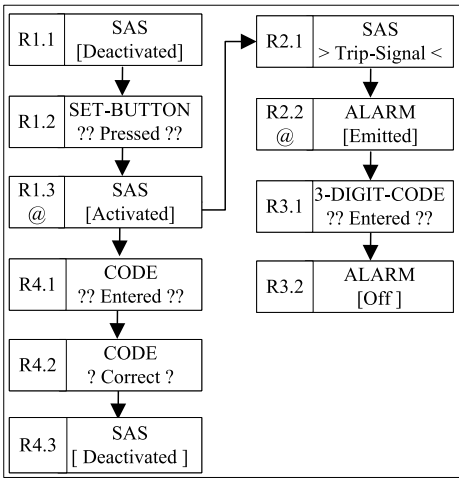 R1.1 SAS
[Deactivated]
R1.2 SET-BUTTON
?? Pressed ??
R1.3 SAS
@ [Activated]
R4.1 CODE
?? Entered ??
R4.2 CODE
? Correct ?
R4.3 SAS
[ Deactivated ]
R2.1 SAS
> Trip-Signal <
R2.2 ALARM
@ [Emitted]
R3.1 3-DIGIT-CODE
?? Entered ??
R3.2 ALARM
[Off ]